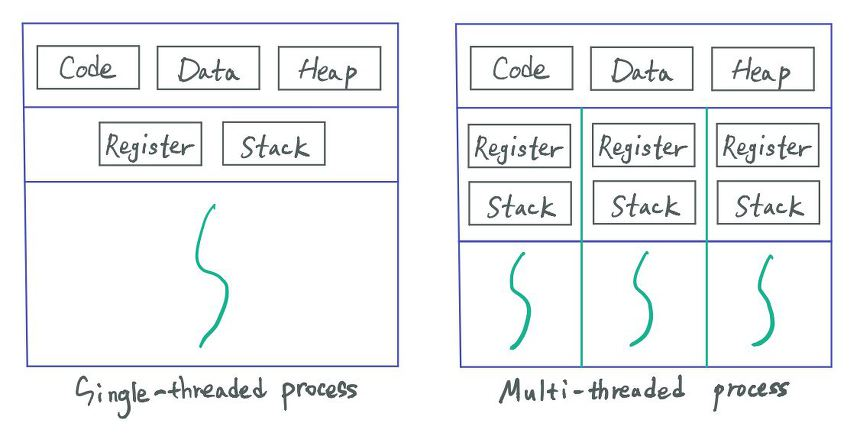 Code Data Heap
Register Stack
Single-threaded process
Code Data Heap
Register Register Register
Stack Stack Stack
Multi-threaded process